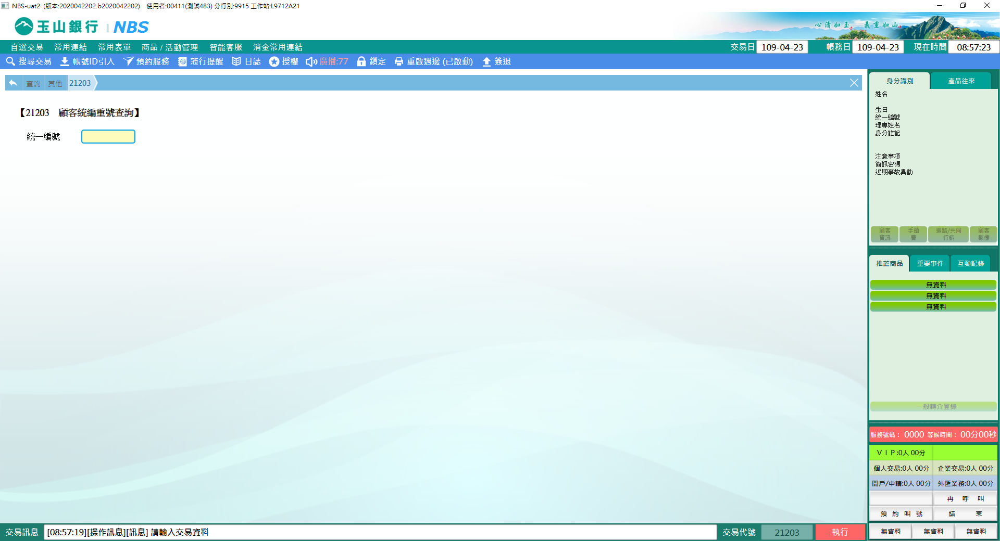 NBS-uat2 (版本:2020042202.b2020042202) 使用者:00411(測試483) 分行別:9915 工作站:L9712A21
玉山銀行 | NBS
心清如玉 義重如山
自選交易 常用連結 常用表單 商品 / 活動管理 智能客服 消金常用連結 交易日 109-04-23 帳務日 109-04-23 現在時間 08:57:23
搜尋交易 帳號ID引入 預約服務 蒞行提醒 日誌 授權 廣播:77 鎖定 重啟週邊 (已啟動) 簽退
查詢 其他 21203
【21203 顧客統編重號查詢】
統一編號
身分識別 產品往來
姓名
生日
統一編號
理專姓名
身分註記
注意事項
簡訊密碼
近期事故異動
顧客資訊 手續費 通路/共同行銷 顧客影像
推薦商品 重要事件 互動記錄
無資料
無資料
無資料
一般轉介登錄
服務號碼： 0000 等候時間： 00分00秒
ＶＩＰ:0人 00分
個人交易:0人 00分 企業交易:0人 00分
開戶/申請:0人 00分 外匯業務:0人 00分
再 呼 叫
預 約 叫 號 結 束
無資料 無資料 無資料
交易訊息 [08:57:19][操作訊息][訊息] 請輸入交易資料 交易代號 21203 執行